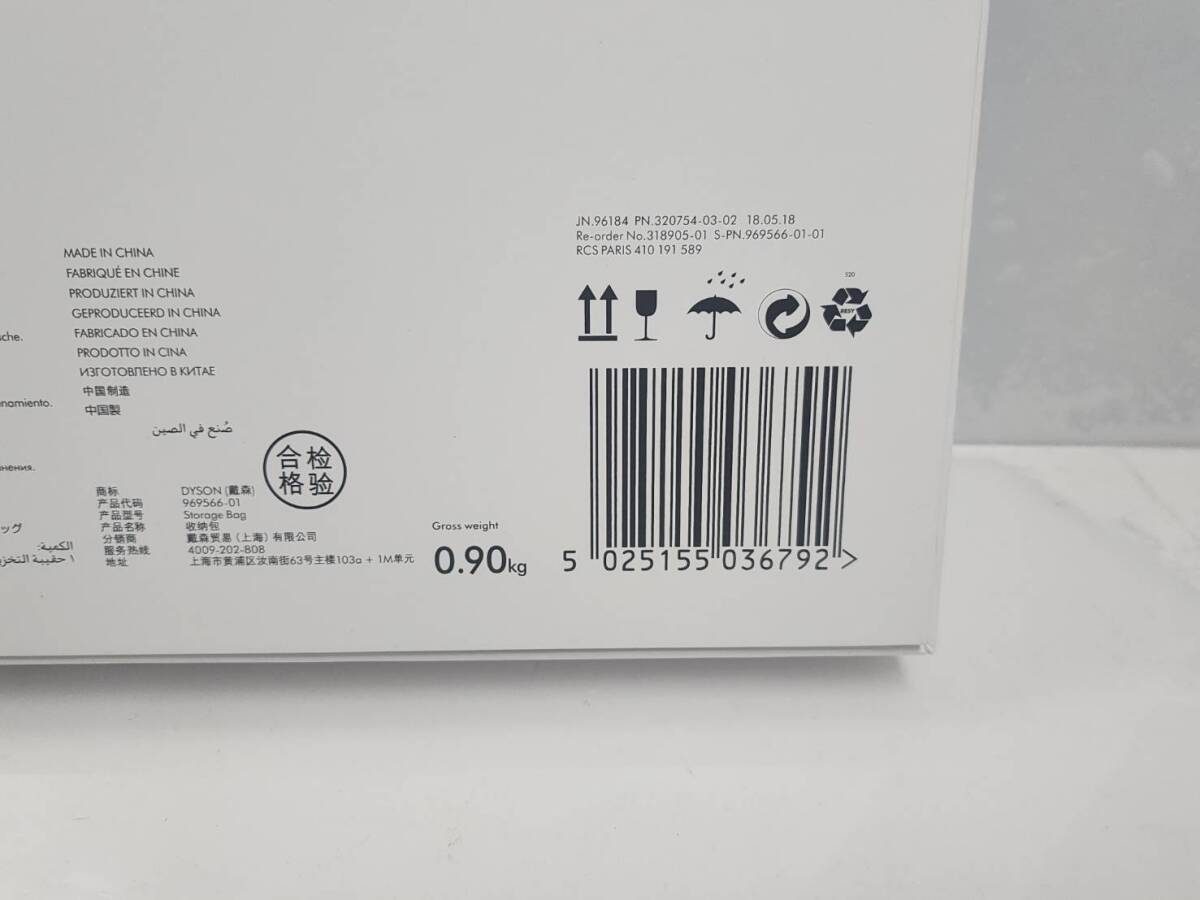 JN.96184 PN.320754-03-02 18.05.18
Re-order No.318905-01 S-PN.969566-01-01
RCS PARIS 410 191 589
320
RESY
MADE IN CHINA
FABRIQUÉ EN CHINE
PRODUZIERT IN CHINA
GEPRODUCEERD IN CHINA
FABRICADO EN CHINA
PRODOTTO IN CINA
ИЗГОТОВЛЕНО В КИТАЕ
中国制造
中国製
صُنع في الصين
合检
格验
商标 DYSON (戴森)
产品代码 969566-01
产品型号 Storage Bag
产品名称 收纳包
分销商 戴森贸易 (上海) 有限公司
服务热线 4009-202-808
地址 上海市黄浦区汝南街63号主楼103a + 1M单元
ッグ
الكمية:
Gross weight
0.90kg
5 025155 036792 >